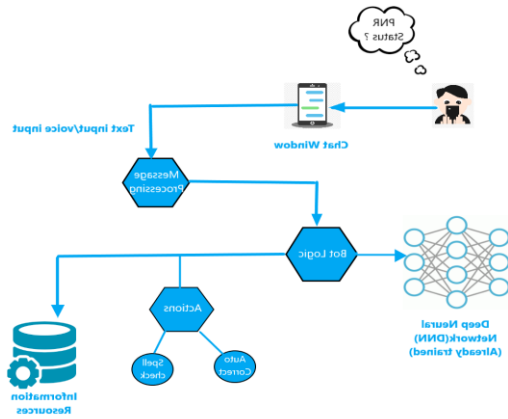 PNR
Status ?
Chat Window
Text input/voice input
Message
Processing
Bot Logic
Deep Neural
Network(DNN)
(Already trained)
Actions
Auto
Correct
Spell
check
Information
Resources